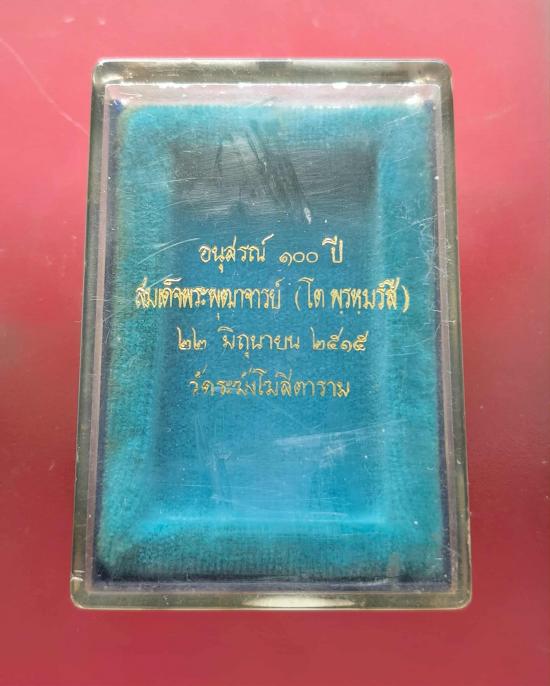 อนุสรณ์ ๑๐๐ ปี
สมเด็จพระพุฒาจารย์ (โต พฺรหฺมรํสี)
๒๒ มิถุนายน ๒๕๑๕
วัดระฆังโฆสิตาราม